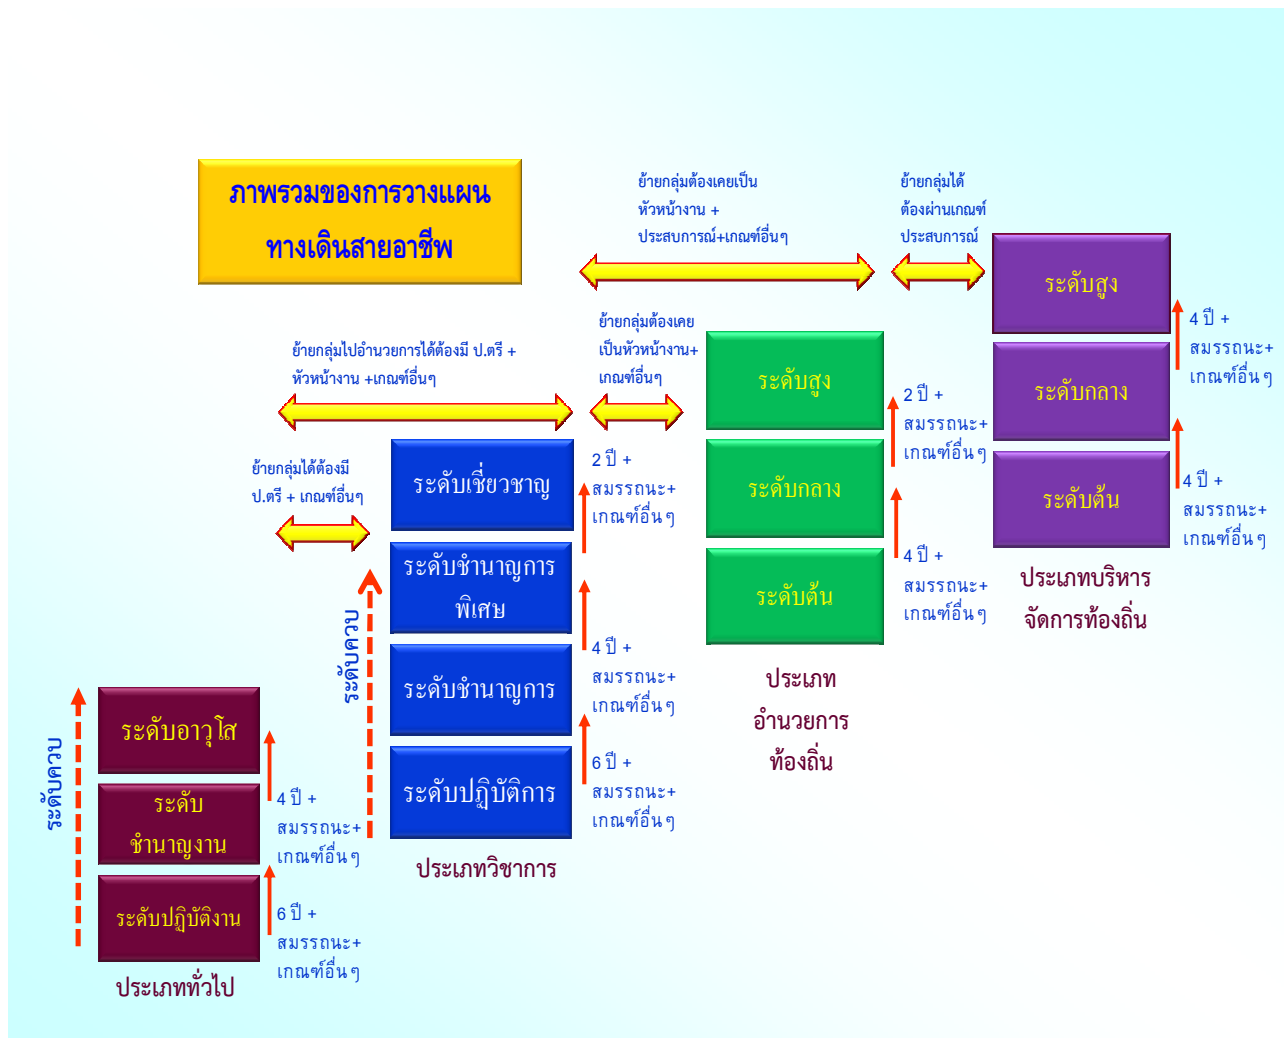 ภาพรวมของการวางแผน
ทางเดินสายอาชีพ
ย้ายกลุ่มต้องเคยเป็น
หัวหน้างาน +
ประสบการณ์+เกณฑ์อื่นๆ
ย้ายกลุ่มได้
ต้องผ่านเกณฑ์
ประสบการณ์
ย้ายกลุ่มไปอำนวยการได้ต้องมี ป.ตรี +
หัวหน้างาน +เกณฑ์อื่นๆ
ย้ายกลุ่มต้องเคย
เป็นหัวหน้างาน+
เกณฑ์อื่นๆ
ย้ายกลุ่มได้ต้องมี
ป.ตรี + เกณฑ์อื่นๆ
ระดับควบ
ระดับอาวุโส
ระดับ
ชำนาญงาน
ระดับปฏิบัติงาน
4 ปี +
สมรรถนะ+
เกณฑ์อื่นๆ
6 ปี +
สมรรถนะ+
เกณฑ์อื่นๆ
ประเภททั่วไป
ระดับควบ
ระดับเชี่ยวชาญ
ระดับชำนาญการ
พิเศษ
ระดับชำนาญการ
ระดับปฏิบัติการ
2 ปี +
สมรรถนะ+
เกณฑ์อื่นๆ
4 ปี +
สมรรถนะ+
เกณฑ์อื่นๆ
6 ปี +
สมรรถนะ+
เกณฑ์อื่นๆ
ประเภทวิชาการ
ระดับสูง
ระดับกลาง
ระดับต้น
2 ปี +
สมรรถนะ+
เกณฑ์อื่นๆ
4 ปี +
สมรรถนะ+
เกณฑ์อื่นๆ
ประเภท
อำนวยการ
ท้องถิ่น
ระดับสูง
ระดับกลาง
ระดับต้น
4 ปี +
สมรรถนะ+
เกณฑ์อื่นๆ
4 ปี +
สมรรถนะ+
เกณฑ์อื่นๆ
ประเภทบริหาร
จัดการท้องถิ่น